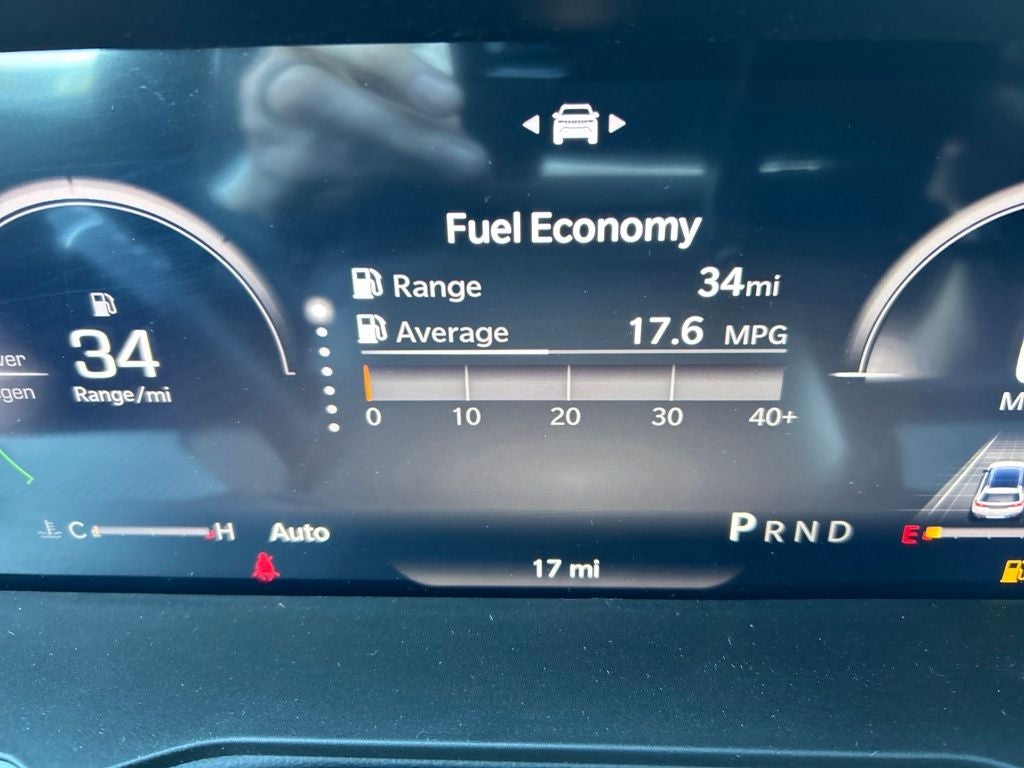 Fuel Economy
Range 34mi
Average 17.6 MPG
0 10 20 30 40+
34
Range/mi
C H
Auto
PRND
E
17 mi